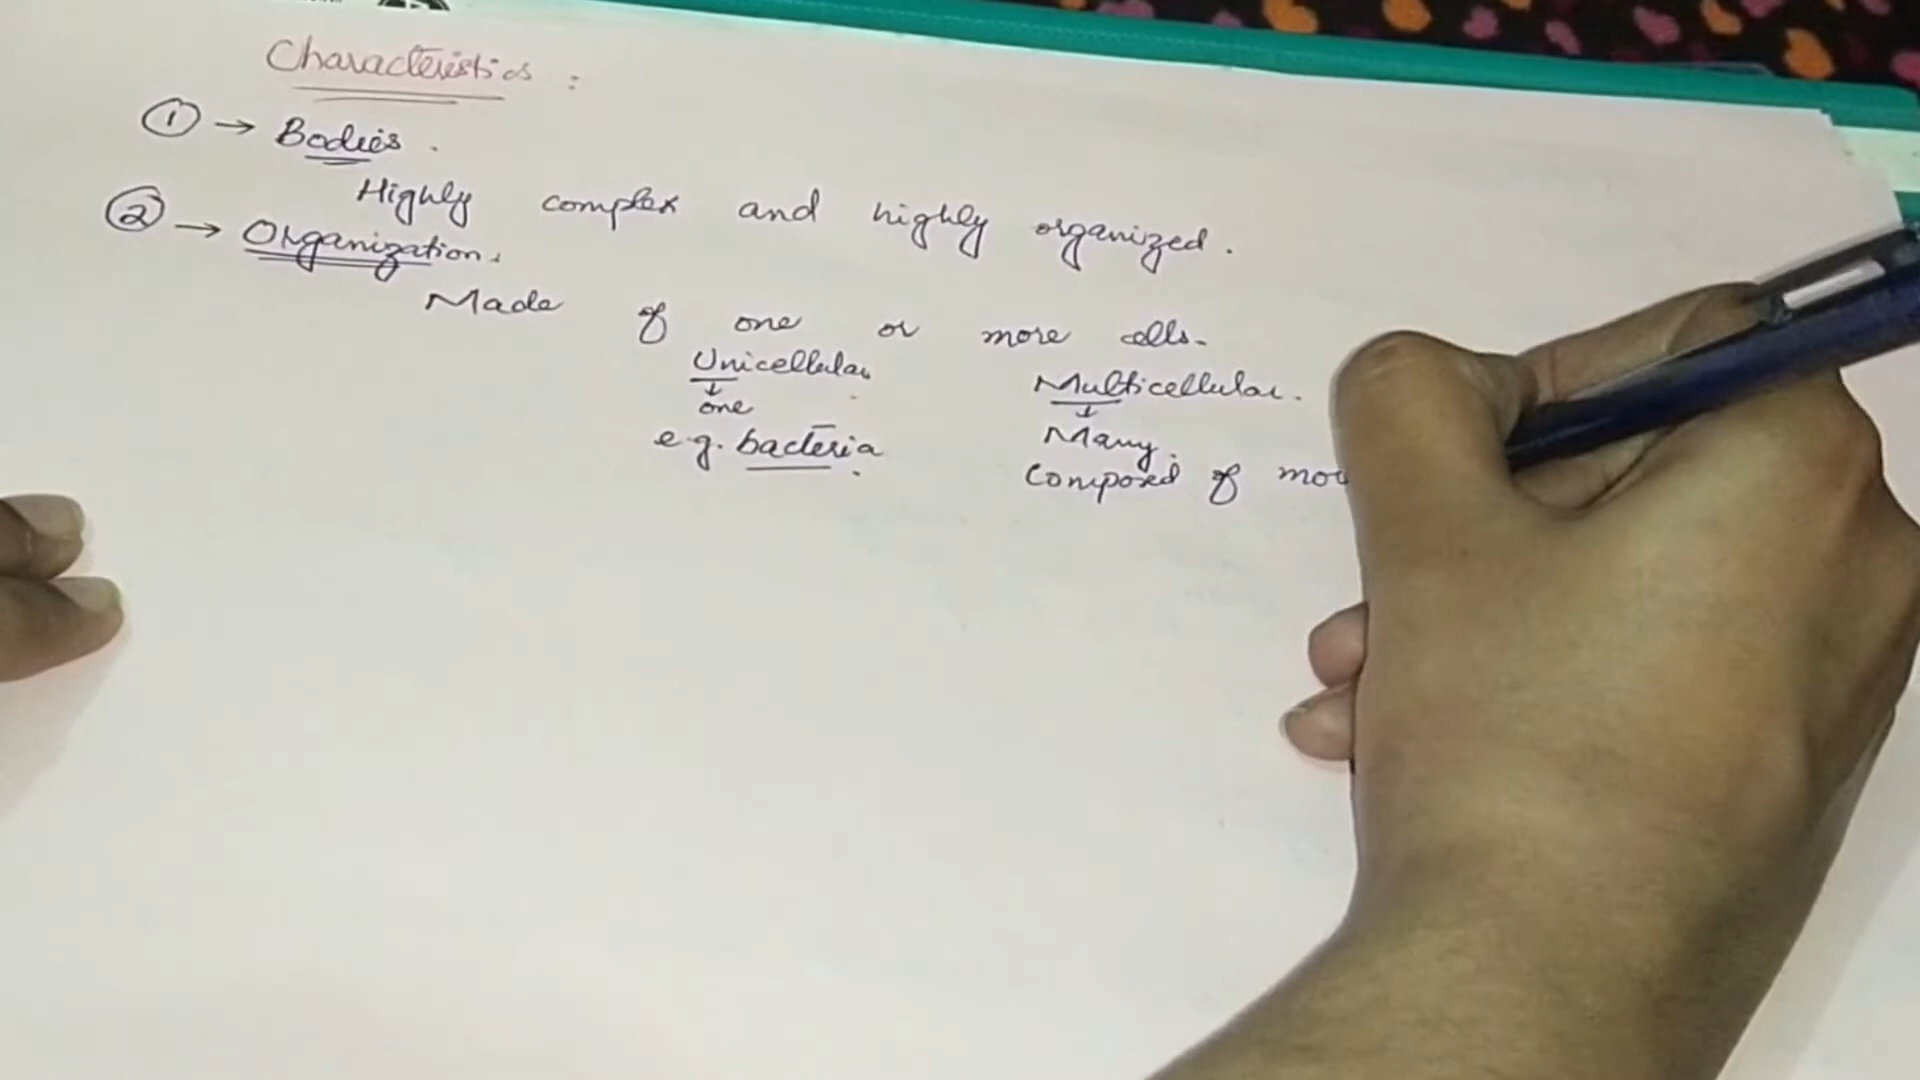 Characteristics :
① → Bodies.
Highly complex and highly organized.
② → Organization.
Made of one or more cells.
Unicellular Multicellular.
↓ ↓
one Many.
e.g. bacteria. Composed of